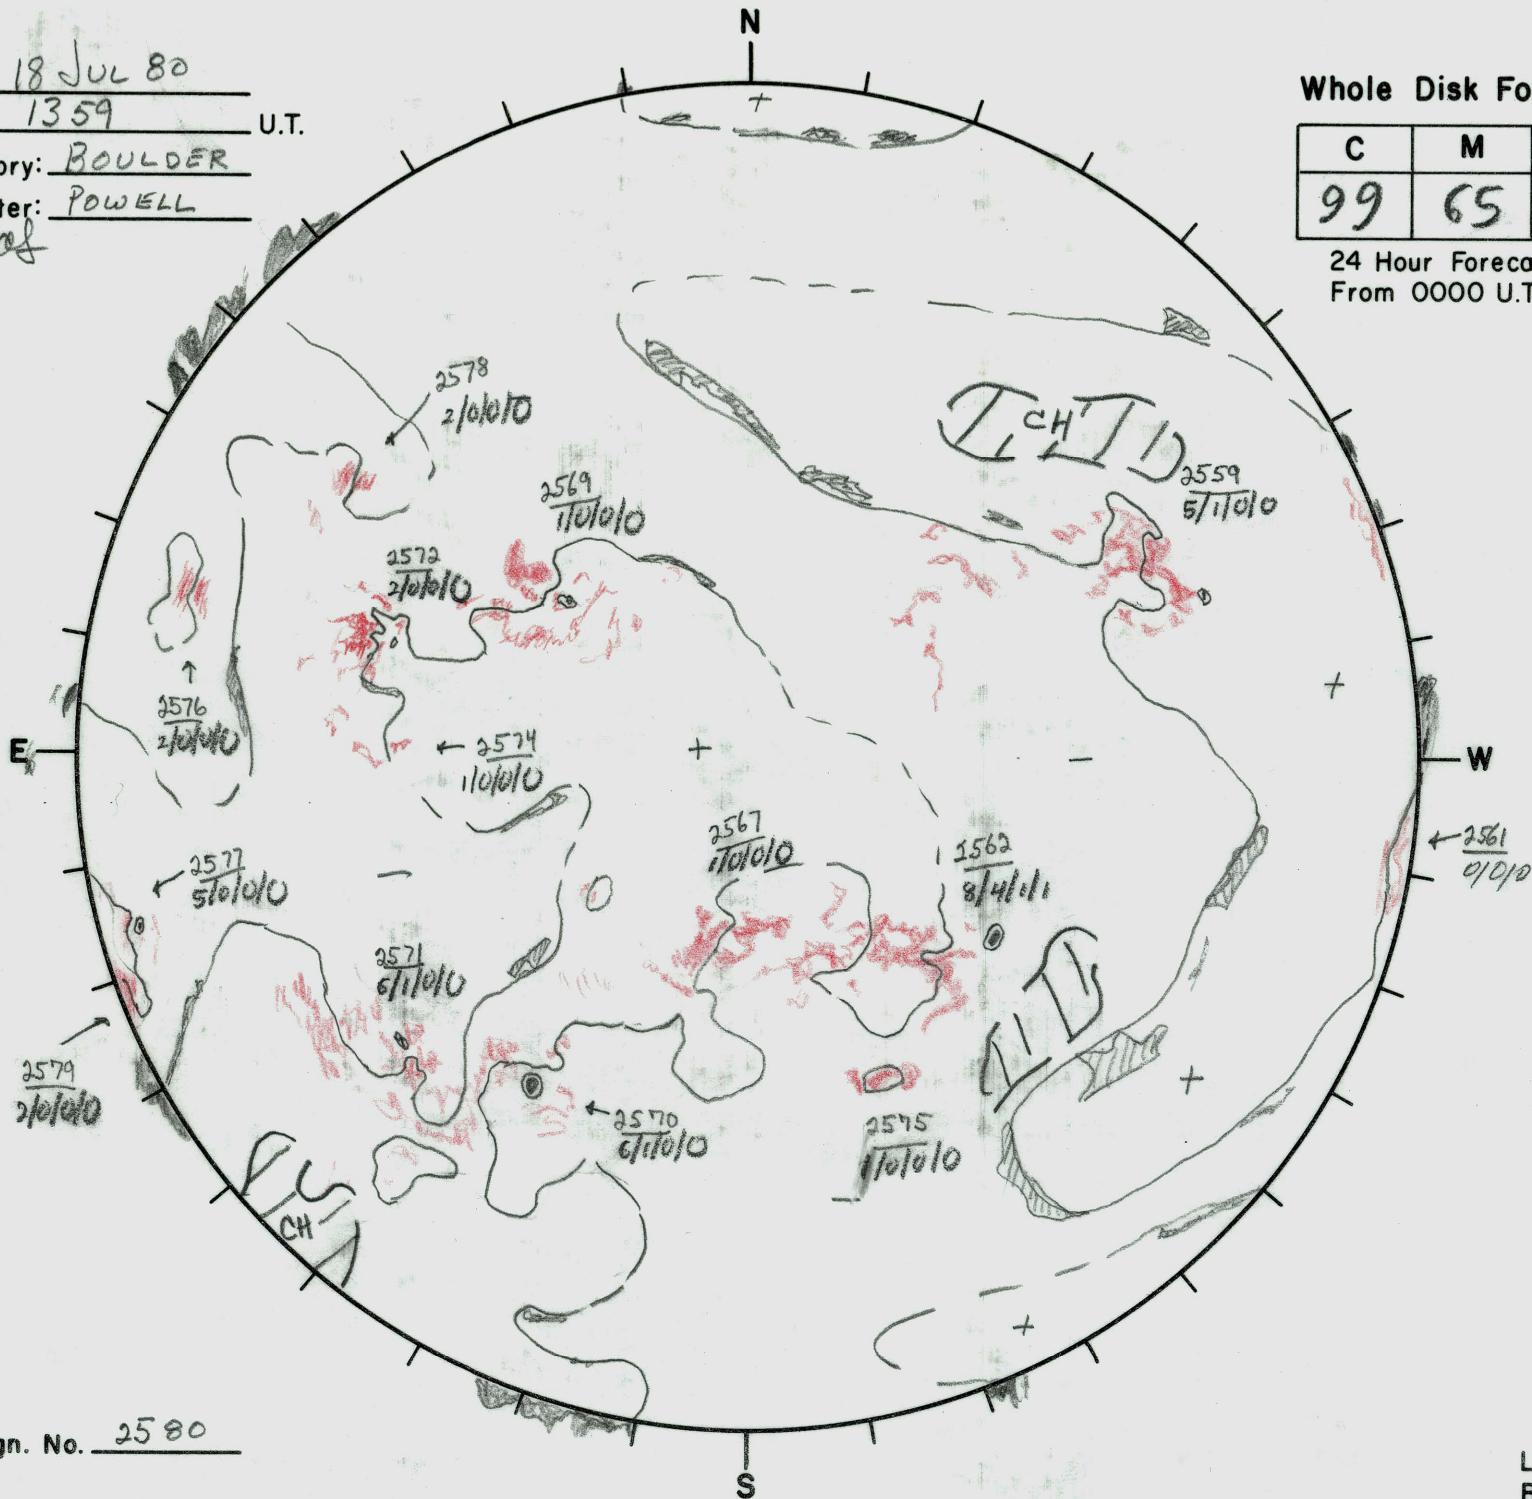 N
18 JUL 80
1359 U.T.
ory: BOULDER
ter: POWELL
Whole Disk Fo
C M
99 65
24 Hour Foreca
From 0000 U.T
2578
2/0/0/0
CH
2559
5/1/0/0
2569
1/0/0/0
2572
2/0/0/0
2576
2/0/0/0
E
← 2574
1/0/0/0
W
2567
1/0/0/0
2562
8/4/1/1
← 2561
0/0/0
2577
5/0/0/0
2571
6/1/0/0
2579
2/0/0/0
← 2570
6/1/0/0
2575
1/0/0/0
CH
gn. No. 2580
S